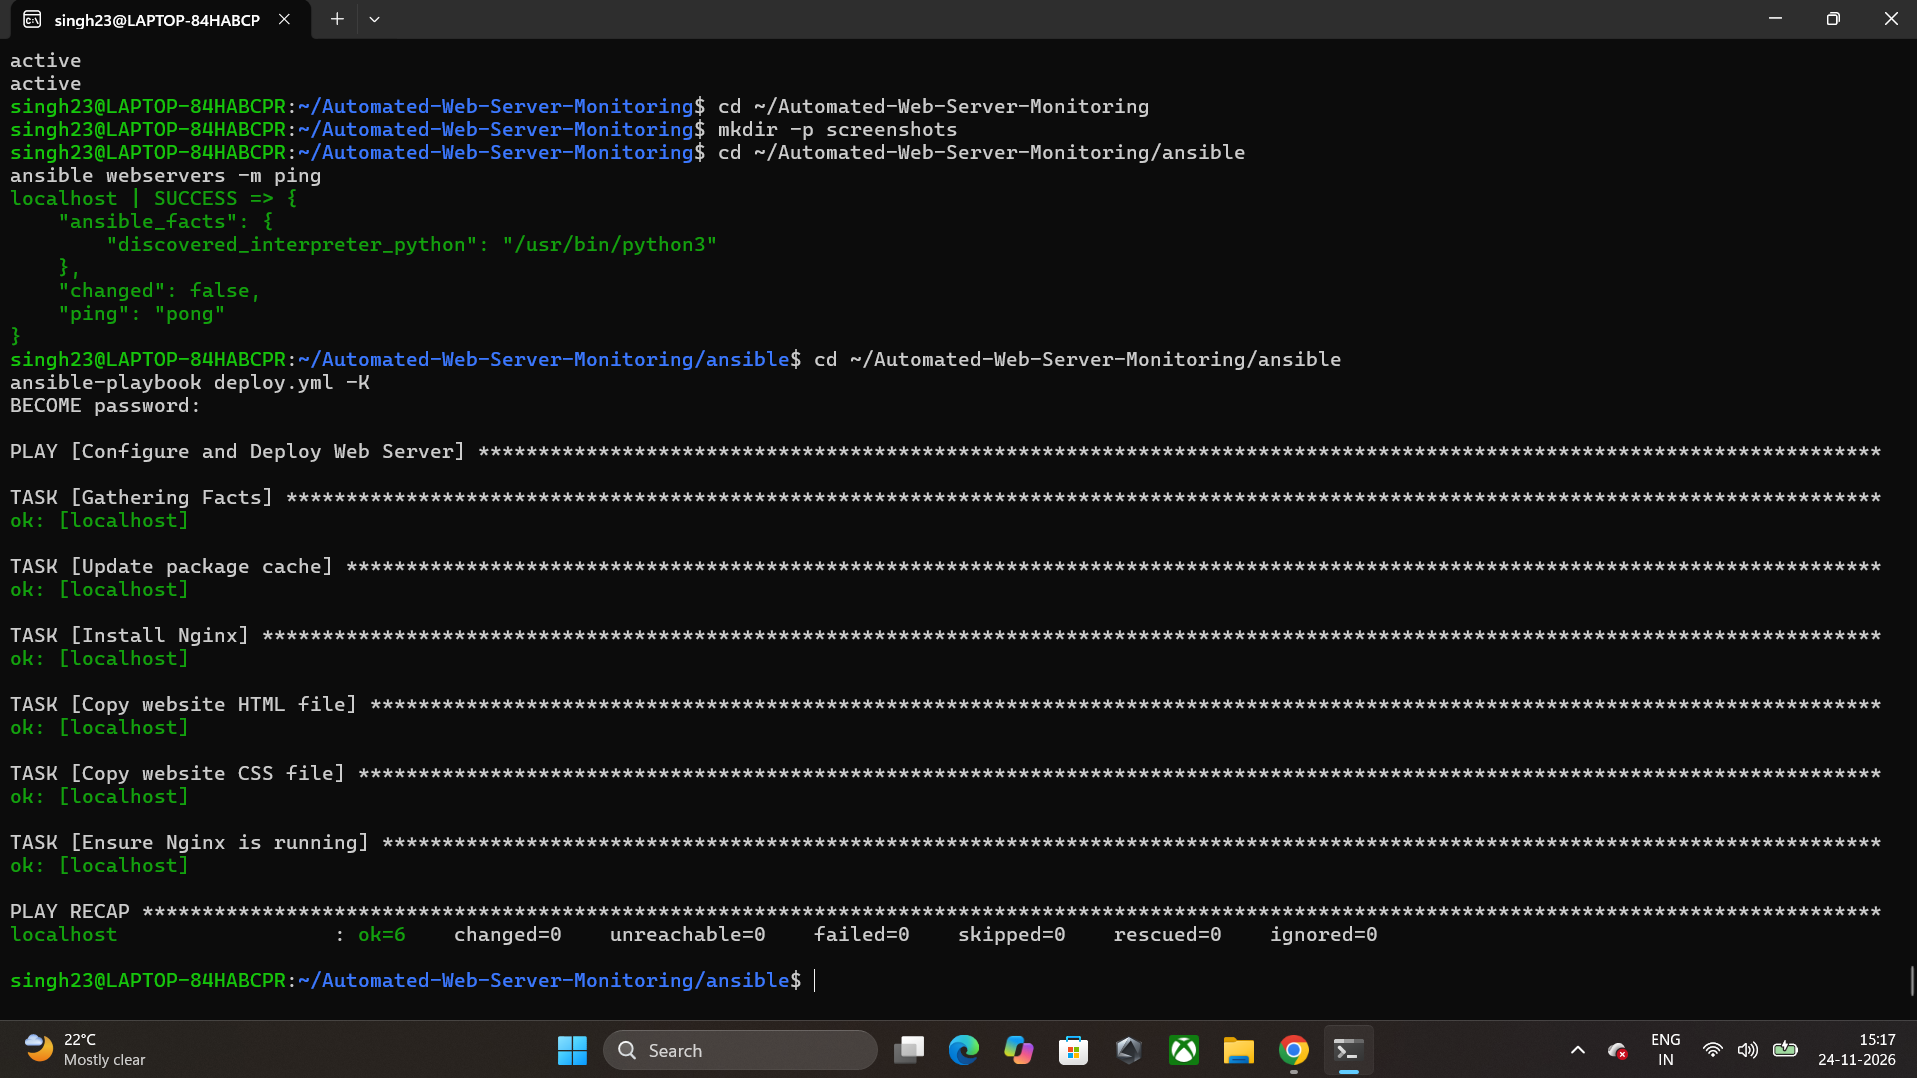 singh23@LAPTOP-84HABCP
active
active
singh23@LAPTOP-84HABCPR:~/Automated-Web-Server-Monitoring$ cd ~/Automated-Web-Server-Monitoring
singh23@LAPTOP-84HABCPR:~/Automated-Web-Server-Monitoring$ mkdir -p screenshots
singh23@LAPTOP-84HABCPR:~/Automated-Web-Server-Monitoring$ cd ~/Automated-Web-Server-Monitoring/ansible
ansible webservers -m ping
localhost | SUCCESS => {
    "ansible_facts": {
        "discovered_interpreter_python": "/usr/bin/python3"
    },
    "changed": false,
    "ping": "pong"
}
singh23@LAPTOP-84HABCPR:~/Automated-Web-Server-Monitoring/ansible$ cd ~/Automated-Web-Server-Monitoring/ansible
ansible-playbook deploy.yml -K
BECOME password:
PLAY [Configure and Deploy Web Server] *********************************************************************************************************************
TASK [Gathering Facts] *************************************************************************************************************************************
ok: [localhost]
TASK [Update package cache] ********************************************************************************************************************************
ok: [localhost]
TASK [Install Nginx] ***************************************************************************************************************************************
ok: [localhost]
TASK [Copy website HTML file] ******************************************************************************************************************************
ok: [localhost]
TASK [Copy website CSS file] *******************************************************************************************************************************
ok: [localhost]
TASK [Ensure Nginx is running] *****************************************************************************************************************************
ok: [localhost]
PLAY RECAP *************************************************************************************************************************************************
localhost                  : ok=6    changed=0    unreachable=0    failed=0    skipped=0    rescued=0    ignored=0
singh23@LAPTOP-84HABCPR:~/Automated-Web-Server-Monitoring/ansible$
22°C
Mostly clear
Search
ENG
IN
15:17
24-11-2026